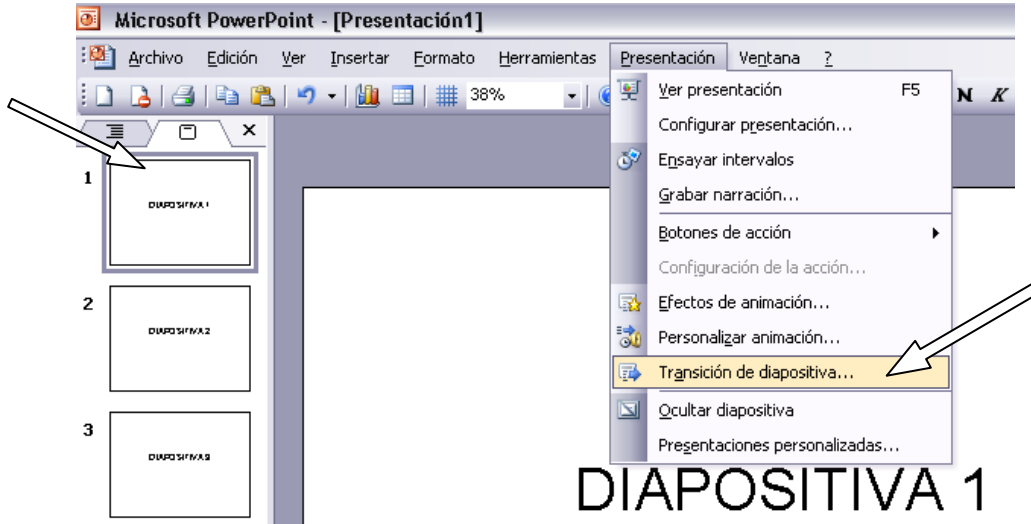 Microsoft PowerPoint - [Presentación1]
Archivo Edición Ver Insertar Formato Herramientas Presentación Ventana ?
38%
N K
Ver presentación F5
Configurar presentación...
Ensayar intervalos
Grabar narración...
Botones de acción
Configuración de la acción...
Efectos de animación...
Personalizar animación...
Transición de diapositiva...
Ocultar diapositiva
Presentaciones personalizadas...
1
DIAPOSITIVA 1
2
DIAPOSITIVA 2
3
DIAPOSITIVA 3
DIAPOSITIVA 1